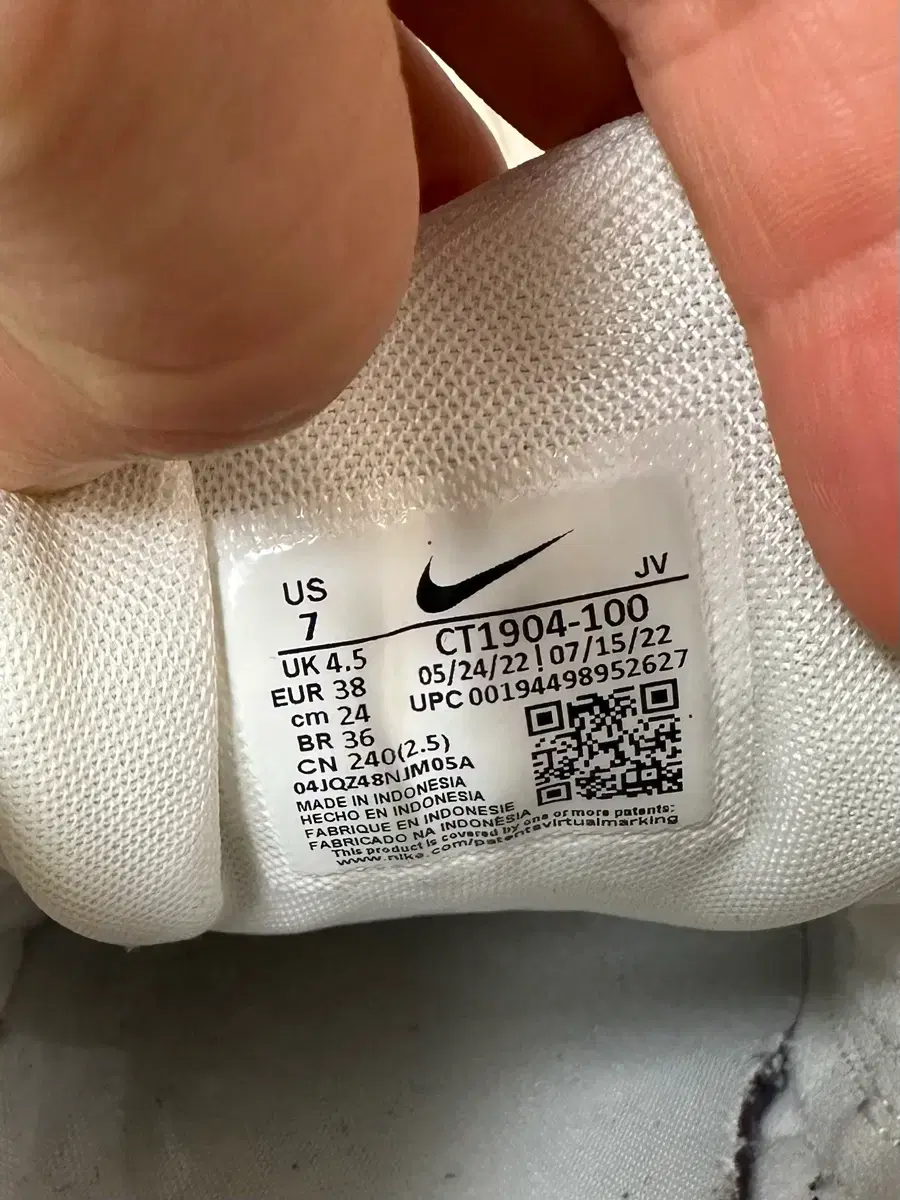 US
7
JV
CT1904-100
05/24/22 | 07/15/22
UPC 00194498952627
UK 4.5
EUR 38
cm 24
BR 36
CN 240(2.5)
04JQZ48NJM05A
MADE IN INDONESIA
HECHO EN INDONESIA
FABRIQUE EN INDONESIE
FABRICADO NA INDONÉSIA
This product is covered by one or more patents:
www.nike.com/patentsvirtualmarking